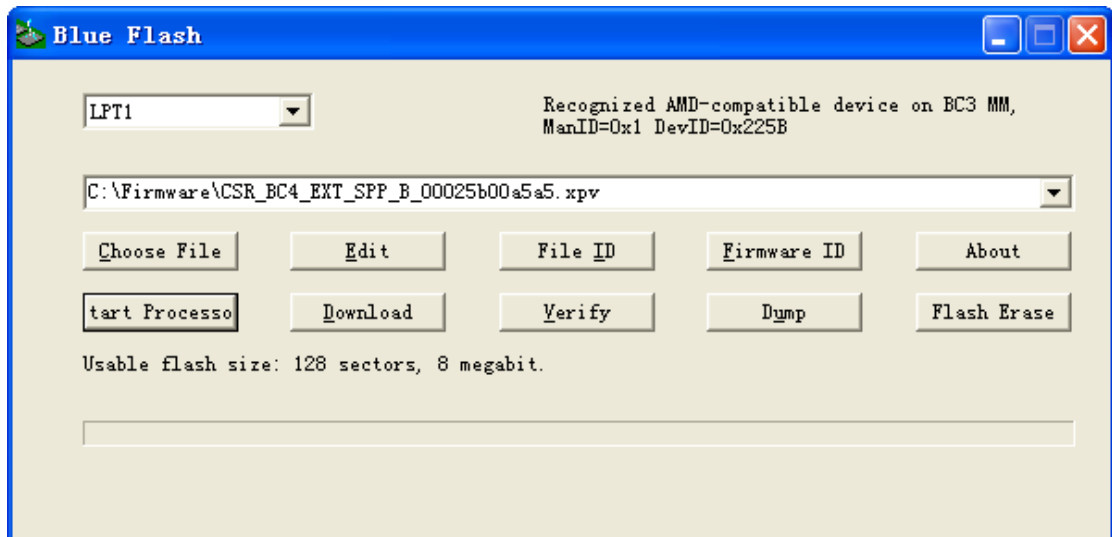 Blue Flash
LPT1
Recognized AMD-compatible device on BC3 MM,
ManID=0x1 DevID=0x225B
C:\Firmware\CSR_BC4_EXT_SPP_B_00025b00a5a5.xpv
Choose File
Edit
File ID
Firmware ID
About
tart Processo
Download
Verify
Dump
Flash Erase
Usable flash size: 128 sectors, 8 megabit.